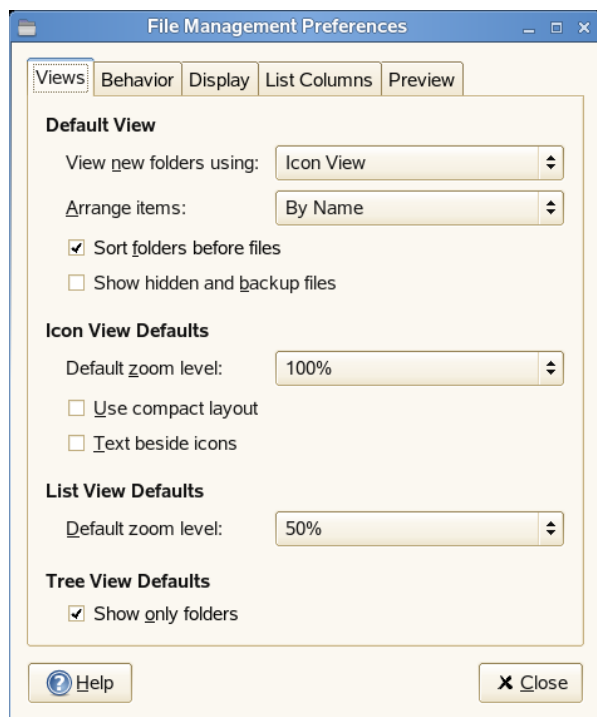 File Management Preferences
Views Behavior Display List Columns Preview
Default View
View new folders using: Icon View
Arrange items: By Name
Sort folders before files
Show hidden and backup files
Icon View Defaults
Default zoom level: 100%
Use compact layout
Text beside icons
List View Defaults
Default zoom level: 50%
Tree View Defaults
Show only folders
Help Close